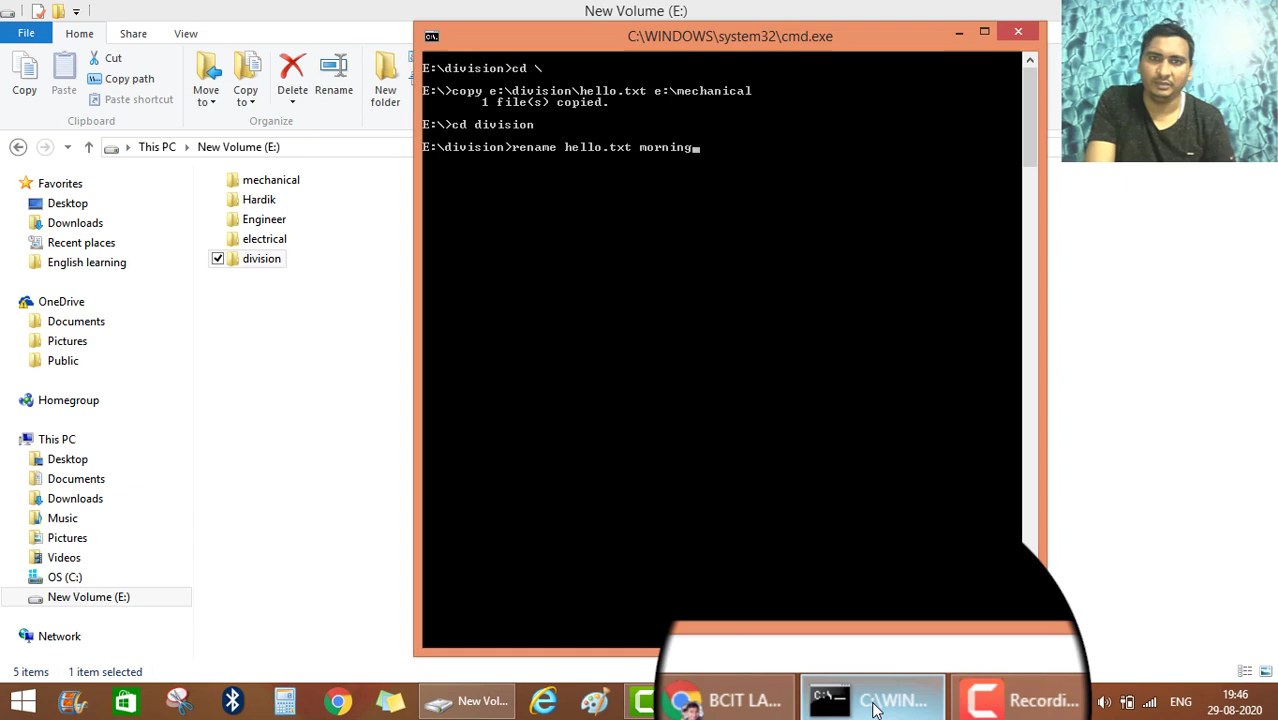 New Volume (E:)
File Home Share View
Cut
Copy path
Paste shortcut
Copy Paste
Clipboard
Move to
Copy to
Delete Rename
Organize
New folder
This PC New Volume (E:)
Favorites
Desktop
Downloads
Recent places
English learning
OneDrive
Documents
Pictures
Public
Homegroup
This PC
Desktop
Documents
Downloads
Music
Pictures
Videos
OS (C:)
New Volume (E:)
Network
mechanical
Hardik
Engineer
electrical
division
5 items 1 item selected
C:\WINDOWS\system32\cmd.exe
E:\division>cd \
E:\>copy e:\division\hello.txt e:\mechanical
1 file(s) copied.
E:\>cd division
E:\division>rename hello.txt morning
New Vol...
BCIT LA...
C:\WIN...
Recordi...
ENG
19:46
29-08-2020